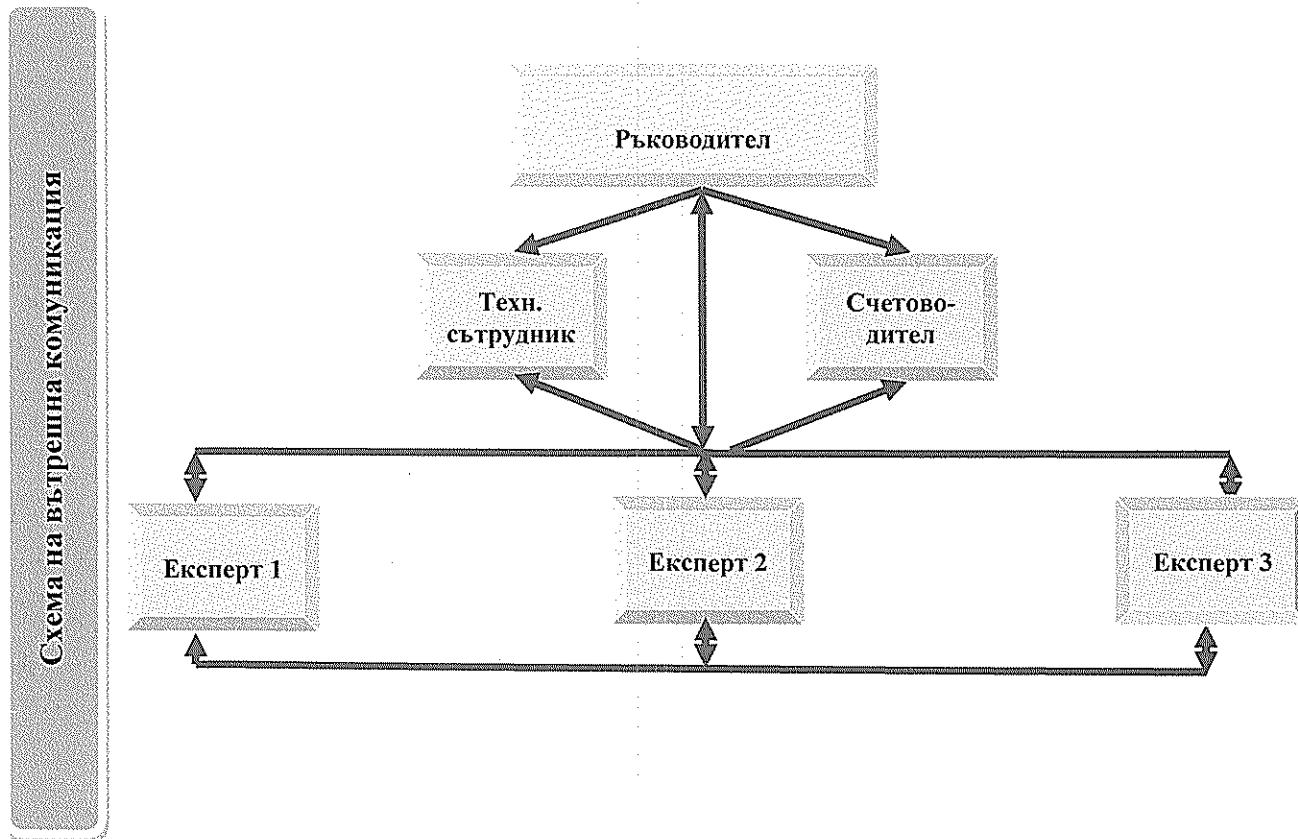 Схема на вътрешна комуникация
Ръководител
Техн.
сътрудник
Счетово-
дител
Експерт 1
Експерт 2
Експерт 3